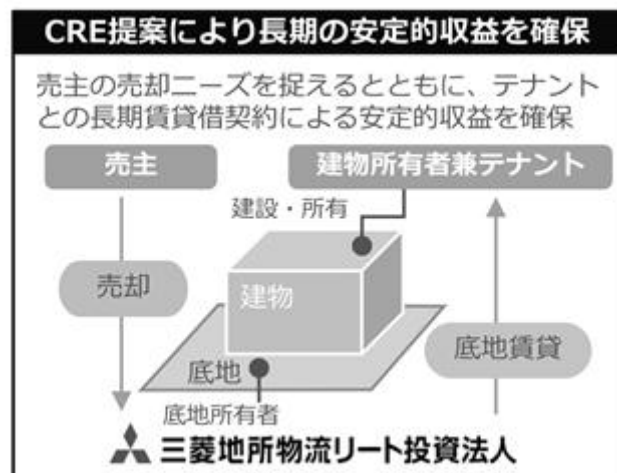 CRE提案により長期の安定的収益を確保
売主の売却ニーズを捉えるとともに、テナント
との長期賃貸借契約による安定的収益を確保
売主
建物所有者兼テナント
建設・所有
売却
建物
底地
底地賃貸
底地所有者
三菱地所物流リート投資法人